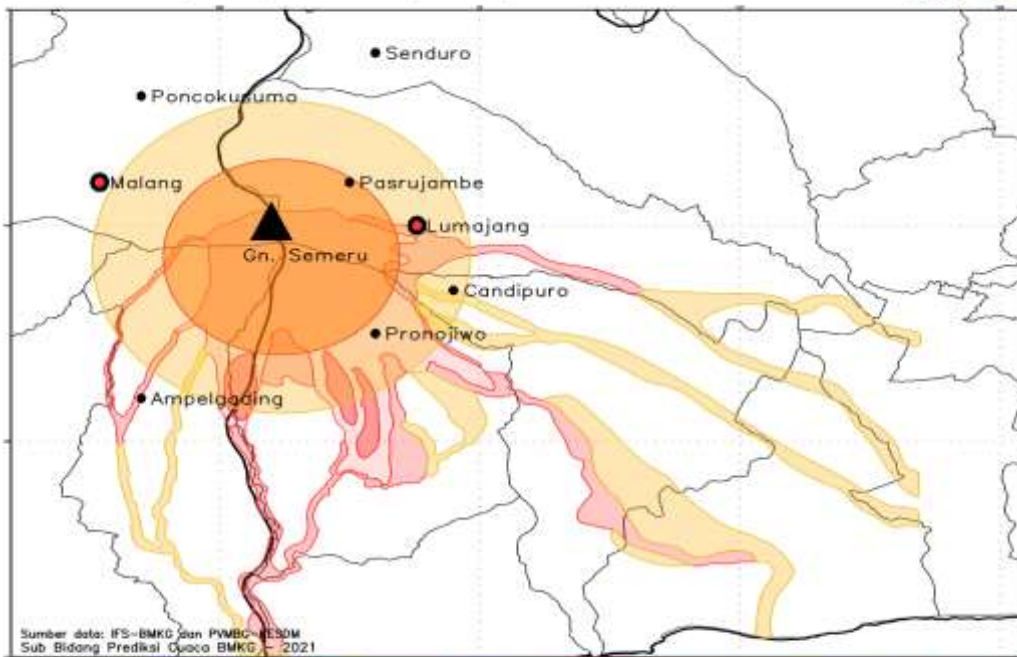 Senduro
Poncokusumo
Malang
Pasrujambe
Lumajang
Gn. Semeru
Candipuro
Pronojiwo
Ampelgading
Sumber data: IFS-BMKG dan PVMBG-KESDM
Sub Bidang Prediksi Cuaca BMKG - 2021